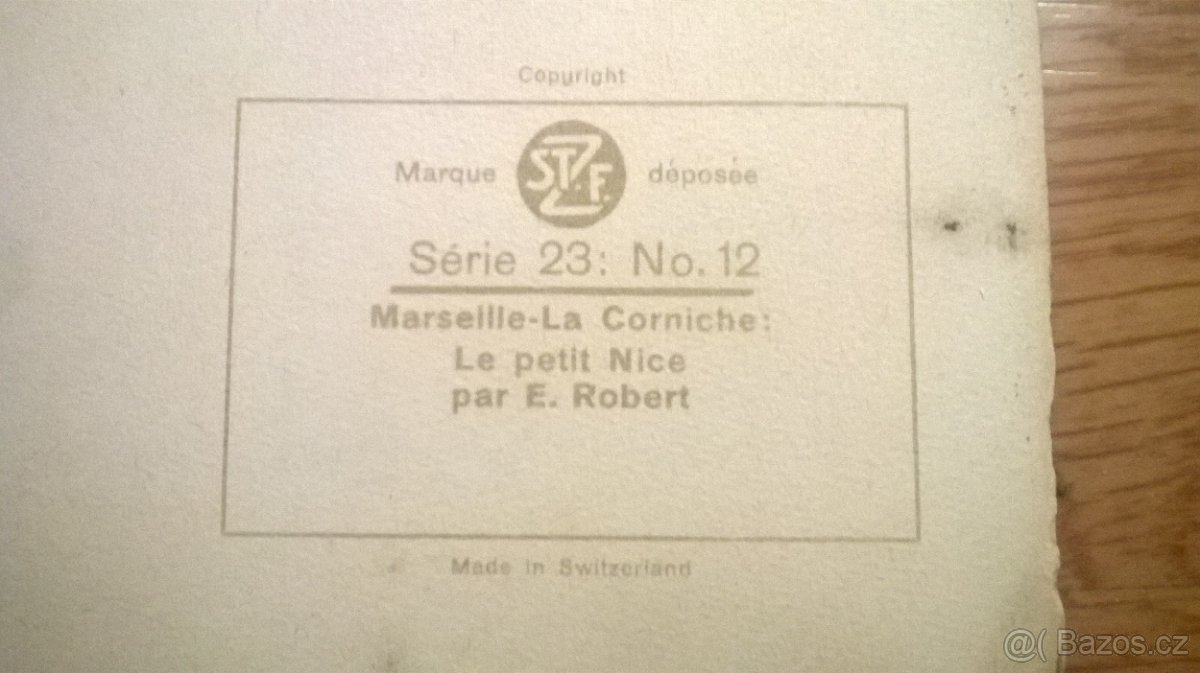 Copyright
Marque STZF. déposée
Série 23: No. 12
Marseille-La Corniche:
Le petit Nice
par E. Robert
Made in Switzerland
@( Bazos.cz